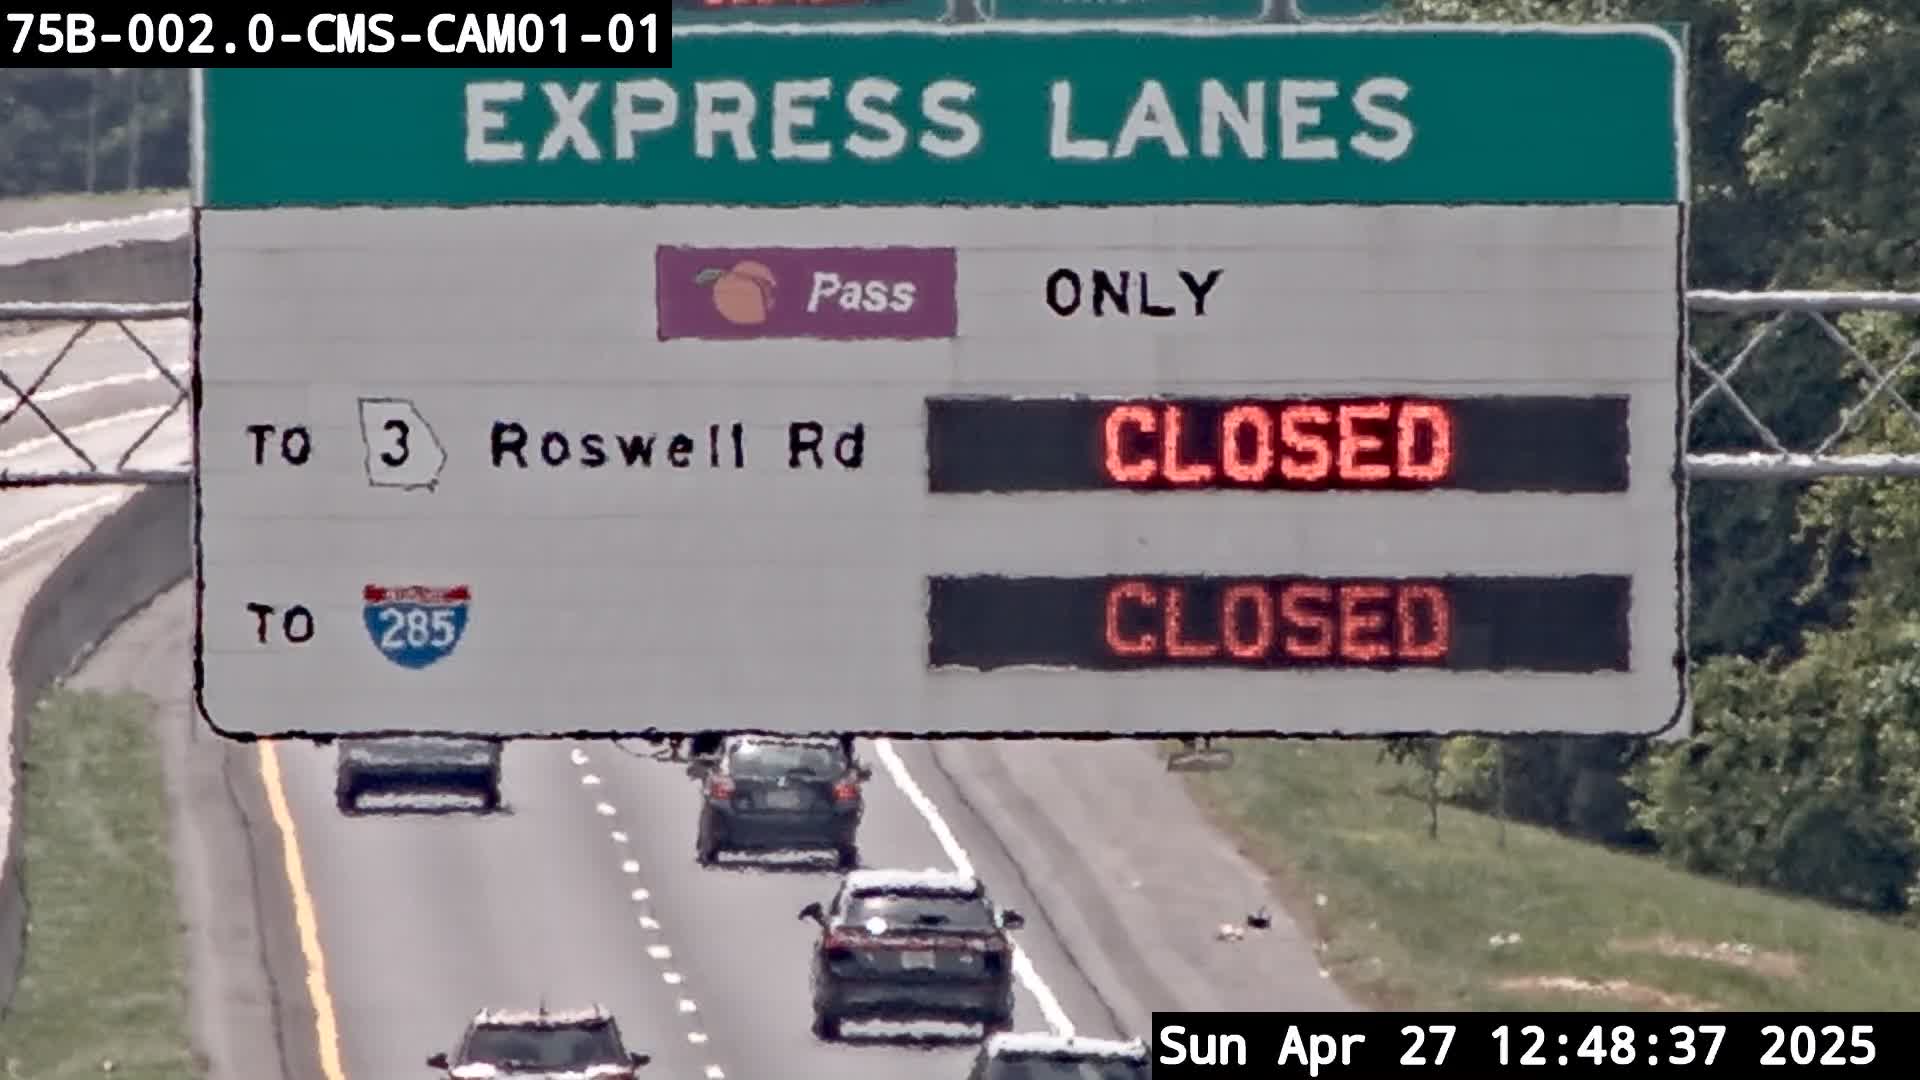 75B-002.0-CMS-CAM01-01
EXPRESS LANES
Pass ONLY
TO 3 Roswell Rd CLOSED
TO 285 CLOSED
Sun Apr 27 12:48:37 2025